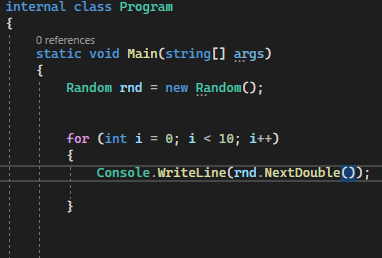 internal class Program
{
0 references
static void Main(string[] args)
{
Random rnd = new Random();
for (int i = 0; i < 10; i++)
{
Console.WriteLine(rnd.NextDouble());
}